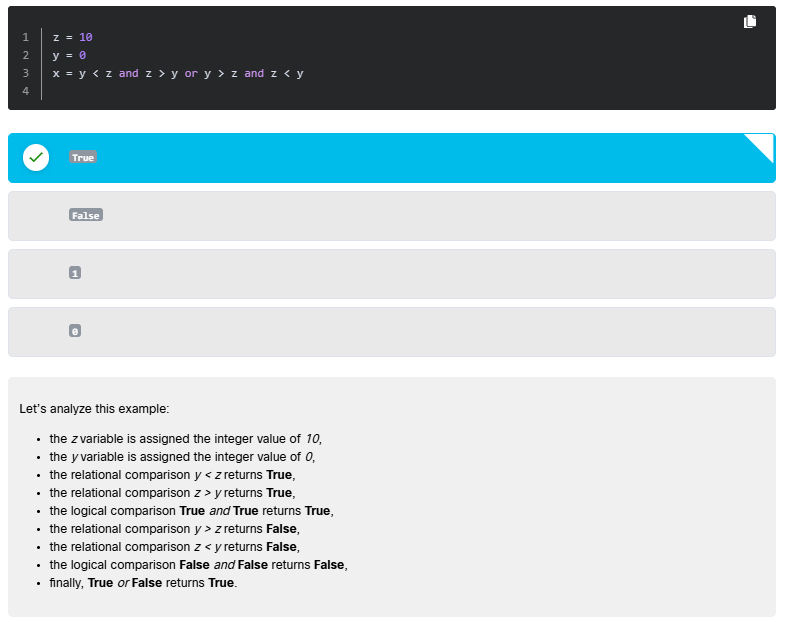 1 z = 10
2 y = 0
3 x = y < z and z > y or y > z and z < y
4
True
False
1
0
Let's analyze this example:
• the z variable is assigned the integer value of 10,
• the y variable is assigned the integer value of 0,
• the relational comparison y < z returns True,
• the relational comparison z > y returns True,
• the logical comparison True and True returns True,
• the relational comparison y > z returns False,
• the relational comparison z < y returns False,
• the logical comparison False and False returns False,
• finally, True or False returns True.